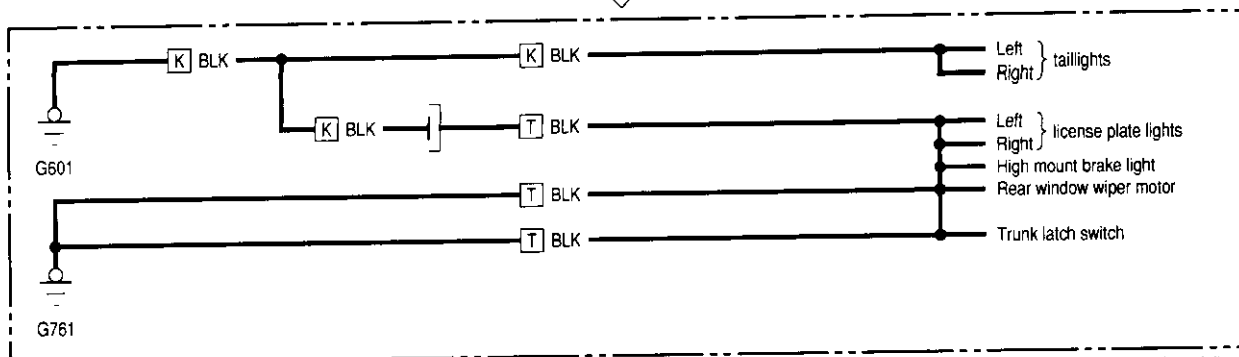 K BLK K BLK Left
Right } taillights
K BLK T BLK Left
Right } license plate lights
G601
High mount brake light
T BLK Rear window wiper motor
T BLK Trunk latch switch
G761